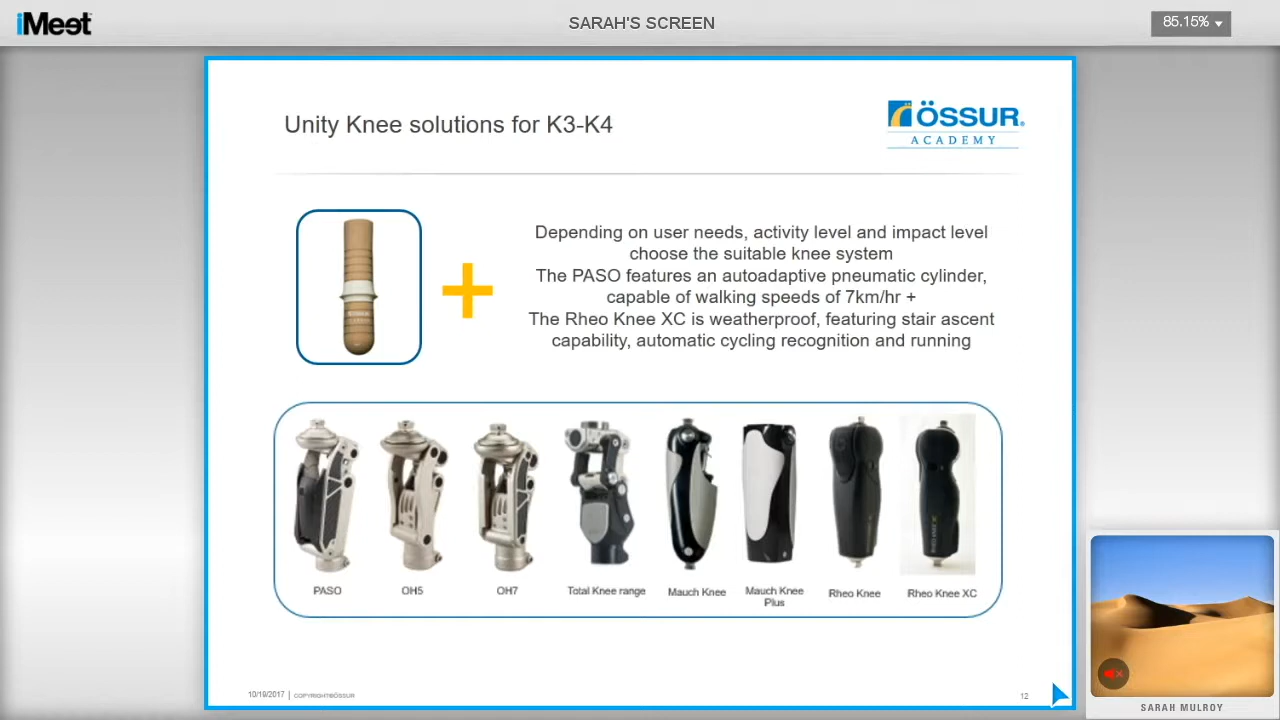 iMeet
SARAH'S SCREEN
85.15%
Unity Knee solutions for K3-K4
ÖSSUR®
ACADEMY
Depending on user needs, activity level and impact level
choose the suitable knee system
The PASO features an autoadaptive pneumatic cylinder,
capable of walking speeds of 7km/hr +
The Rheo Knee XC is weatherproof, featuring stair ascent
capability, automatic cycling recognition and running
PASO
OH5
OH7
Total Knee range
Mauch Knee
Mauch Knee
Plus
Rheo Knee
Rheo Knee XC
10/19/2017 | COPYRIGHT©ÖSSUR
12
SARAH MULROY